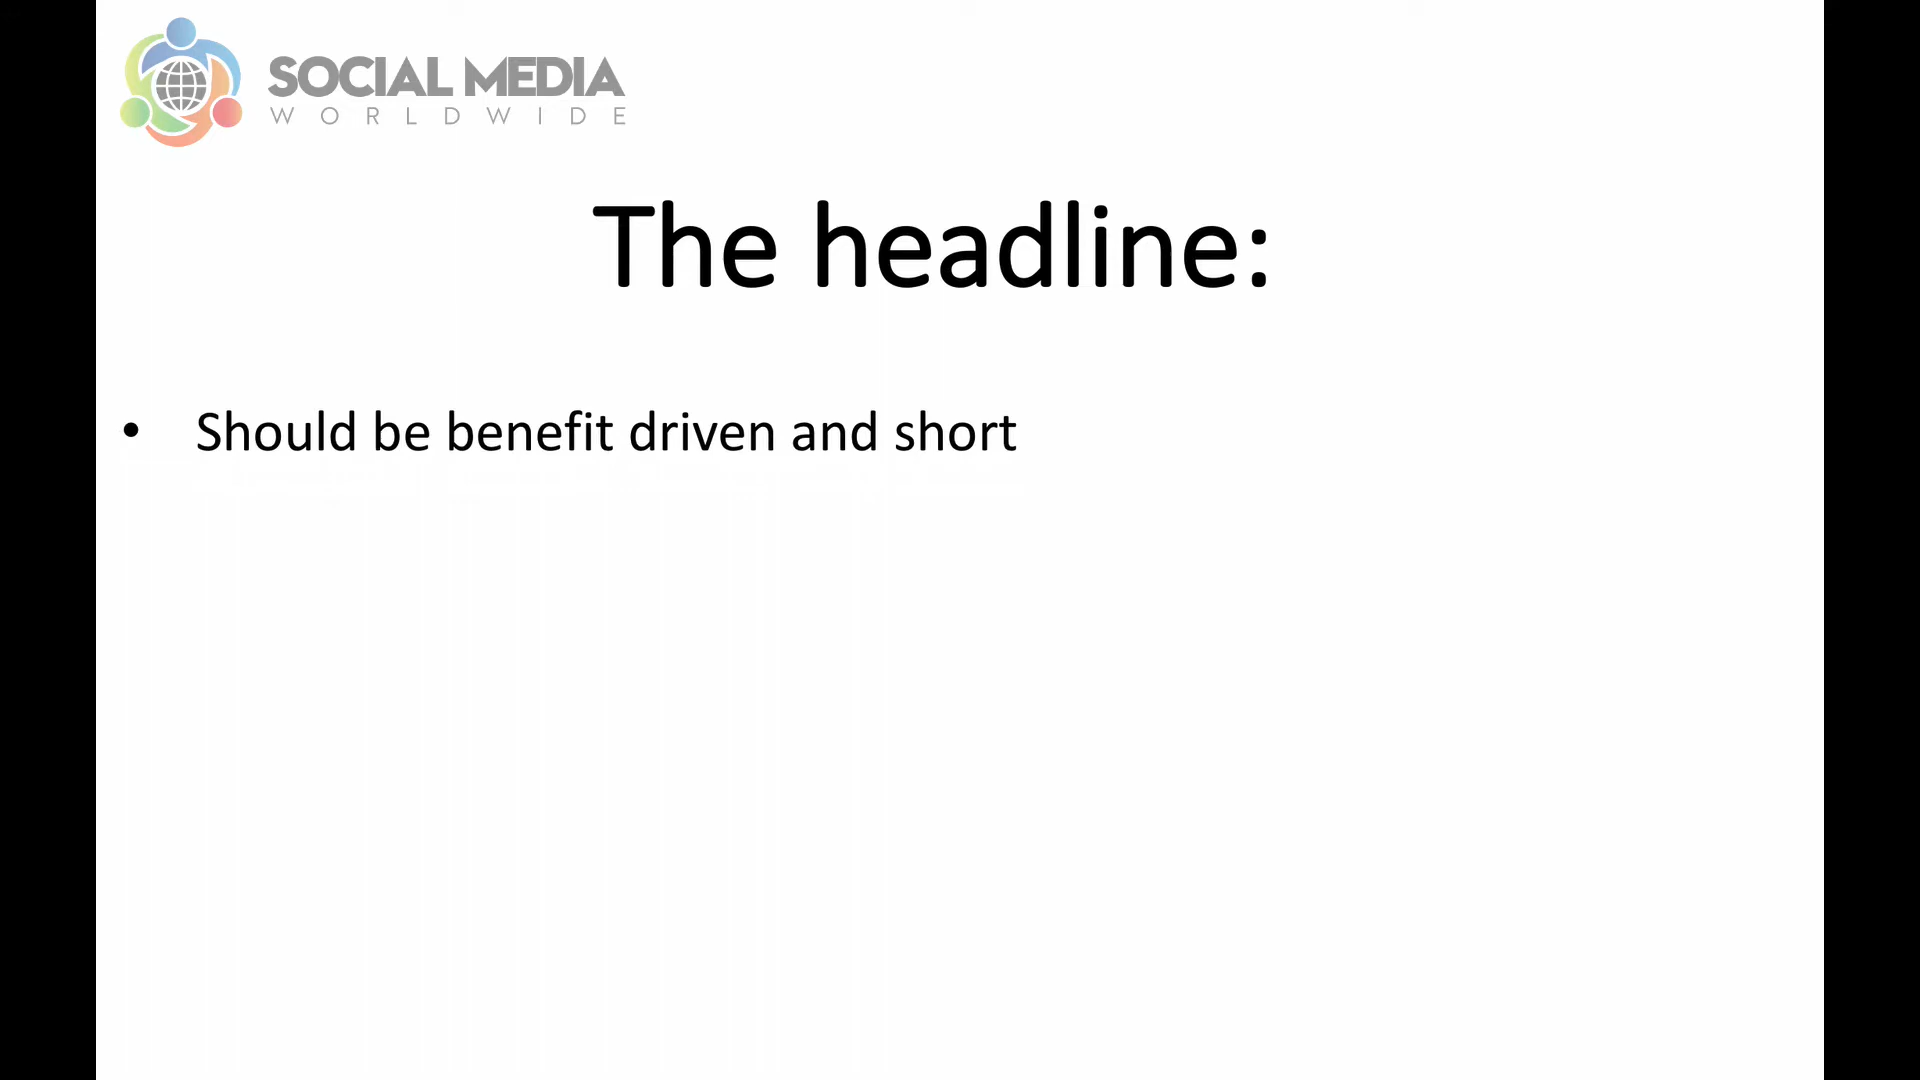 SOCIAL MEDIA
WORLDWIDE
The headline:
• Should be benefit driven and short